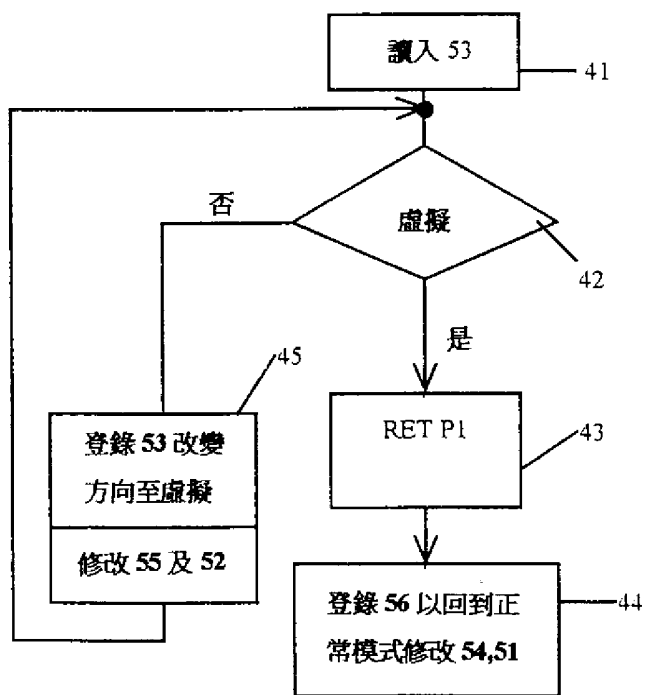 讀入 53
41
否
虛擬
42
是
45
登錄 53 改變
方向至虛擬
修改 55 及 52
RET P1
43
登錄 56 以回到正
常模式修改 54,51
44